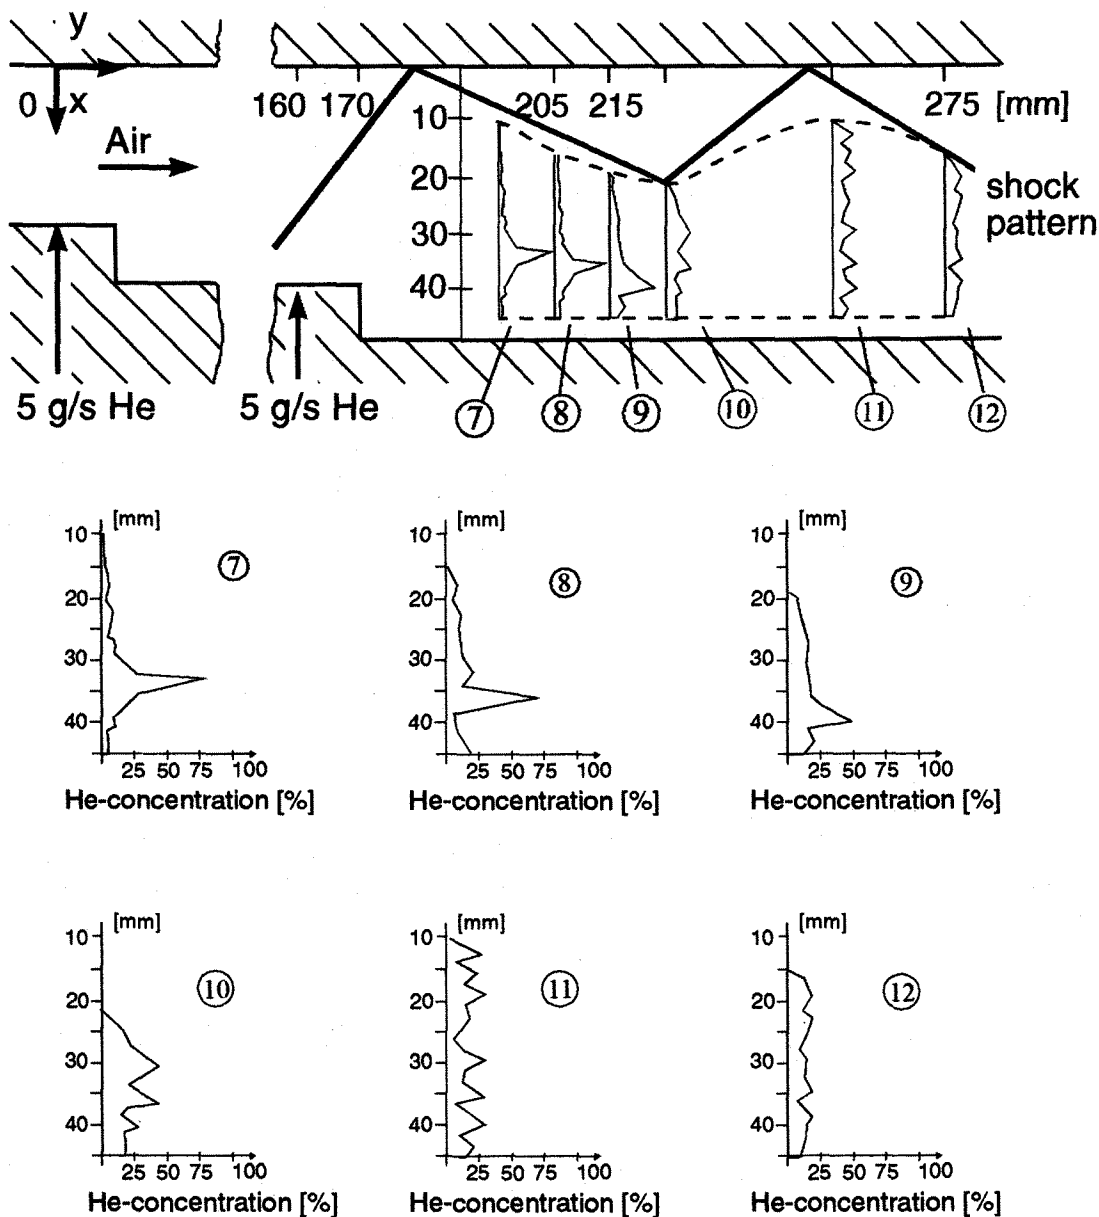 y
0 x
160 170 205 215 275 [mm]
Air
10
20
30
40
shock
pattern
5 g/s He
5 g/s He
⑦ ⑧ ⑨ ⑩ ⑪ ⑫
[mm]
10
20
30
40
⑦
25 50 75 100
He-concentration [%]
[mm]
10
20
30
40
⑧
25 50 75 100
He-concentration [%]
[mm]
10
20
30
40
⑨
25 50 75 100
He-concentration [%]
[mm]
10
20
30
40
⑩
25 50 75 100
He-concentration [%]
[mm]
10
20
30
40
⑪
25 50 75 100
He-concentration [%]
[mm]
10
20
30
40
⑫
25 50 75 100
He-concentration [%]